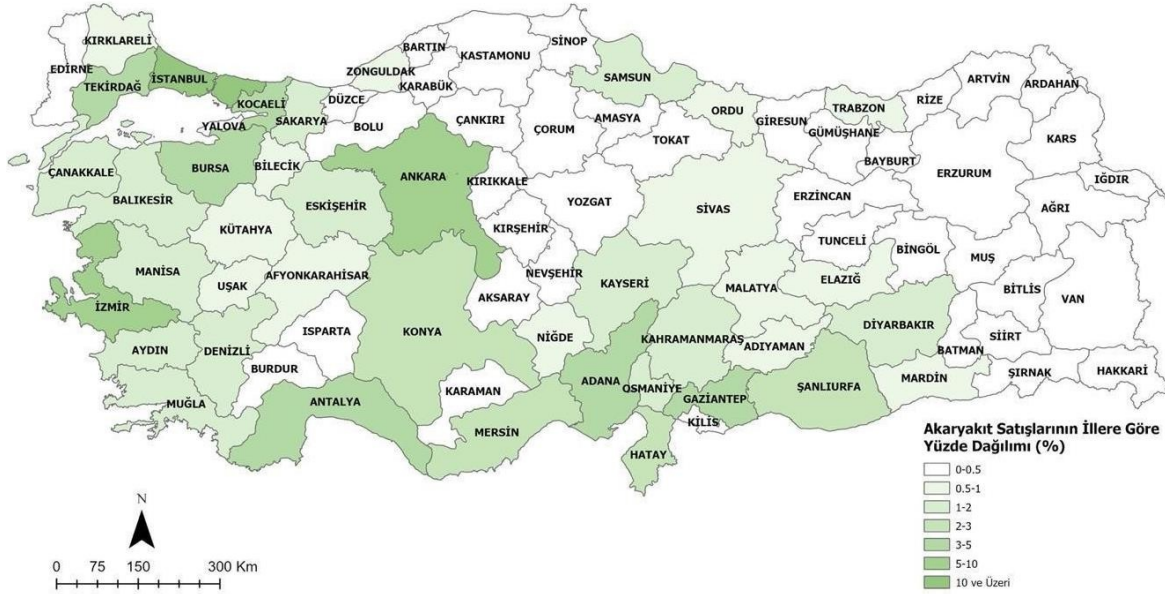 SİNOP
BARTIN
KASTAMONU
KIRKLARELİ
ZONGULDAK
EDİRNE
İSTANBUL
TEKİRDAĞ
KARABÜK
SAMSUN
ARTVİN
ARDAHAN
KOCAELİ
DÜZCE
ORDU
TRABZON
RİZE
SAKARYA
YALOVA
BOLU
ÇANKIRI
ÇORUM
AMASYA
GİRESUN
GÜMÜŞHANE
KARS
TOKAT
BAYBURT
BURSA
BİLECİK
ANKARA
KIRIKKALE
ÇANAKKALE
ERZURUM
IĞDIR
BALIKESİR
ESKİŞEHİR
YOZGAT
SİVAS
ERZİNCAN
AĞRI
KÜTAHYA
KIRŞEHİR
TUNCELİ
BİNGÖL
MUŞ
MANİSA
UŞAK
AFYONKARAHİSAR
NEVŞEHİR
KAYSERİ
MALATYA
ELAZIĞ
BİTLİS
VAN
İZMİR
AKSARAY
ISPARTA
KONYA
NİĞDE
KAHRAMANMARAŞ
DİYARBAKIR
SİİRT
AYDIN
DENİZLİ
ADIYAMAN
BATMAN
BURDUR
ADANA
OSMANİYE
MARDİN
ŞIRNAK
HAKKARİ
KARAMAN
GAZİANTEP
ŞANLIURFA
MUĞLA
ANTALYA
KİLİS
MERSİN
HATAY
Akaryakıt Satışlarının İllere Göre
Yüzde Dağılımı (%)
0-0.5
0.5-1
1-2
2-3
3-5
5-10
10 ve Üzeri
N
0 75 150 300 Km